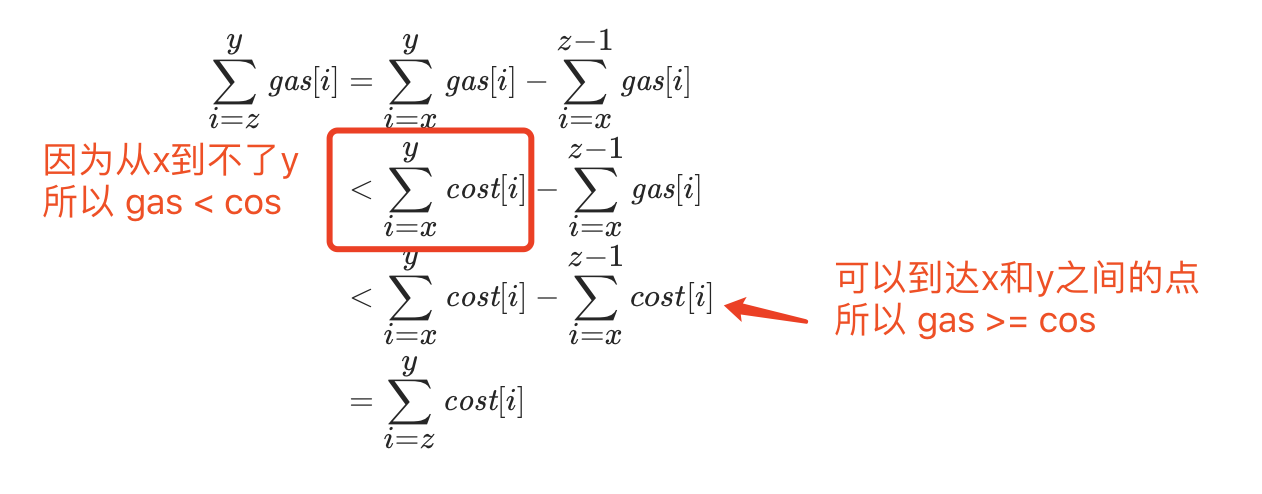 $\sum_{i=z}^{y} gas[i] = \sum_{i=x}^{y} gas[i] - \sum_{i=x}^{z-1} gas[i]$
因为从x到不了y
所以 gas < cos
$< \sum_{i=x}^{y} cost[i] - \sum_{i=x}^{z-1} gas[i]$
$< \sum_{i=x}^{y} cost[i] - \sum_{i=x}^{z-1} cost[i]$
可以到达x和y之间的点
所以 gas >= cos
$= \sum_{i=z}^{y} cost[i]$